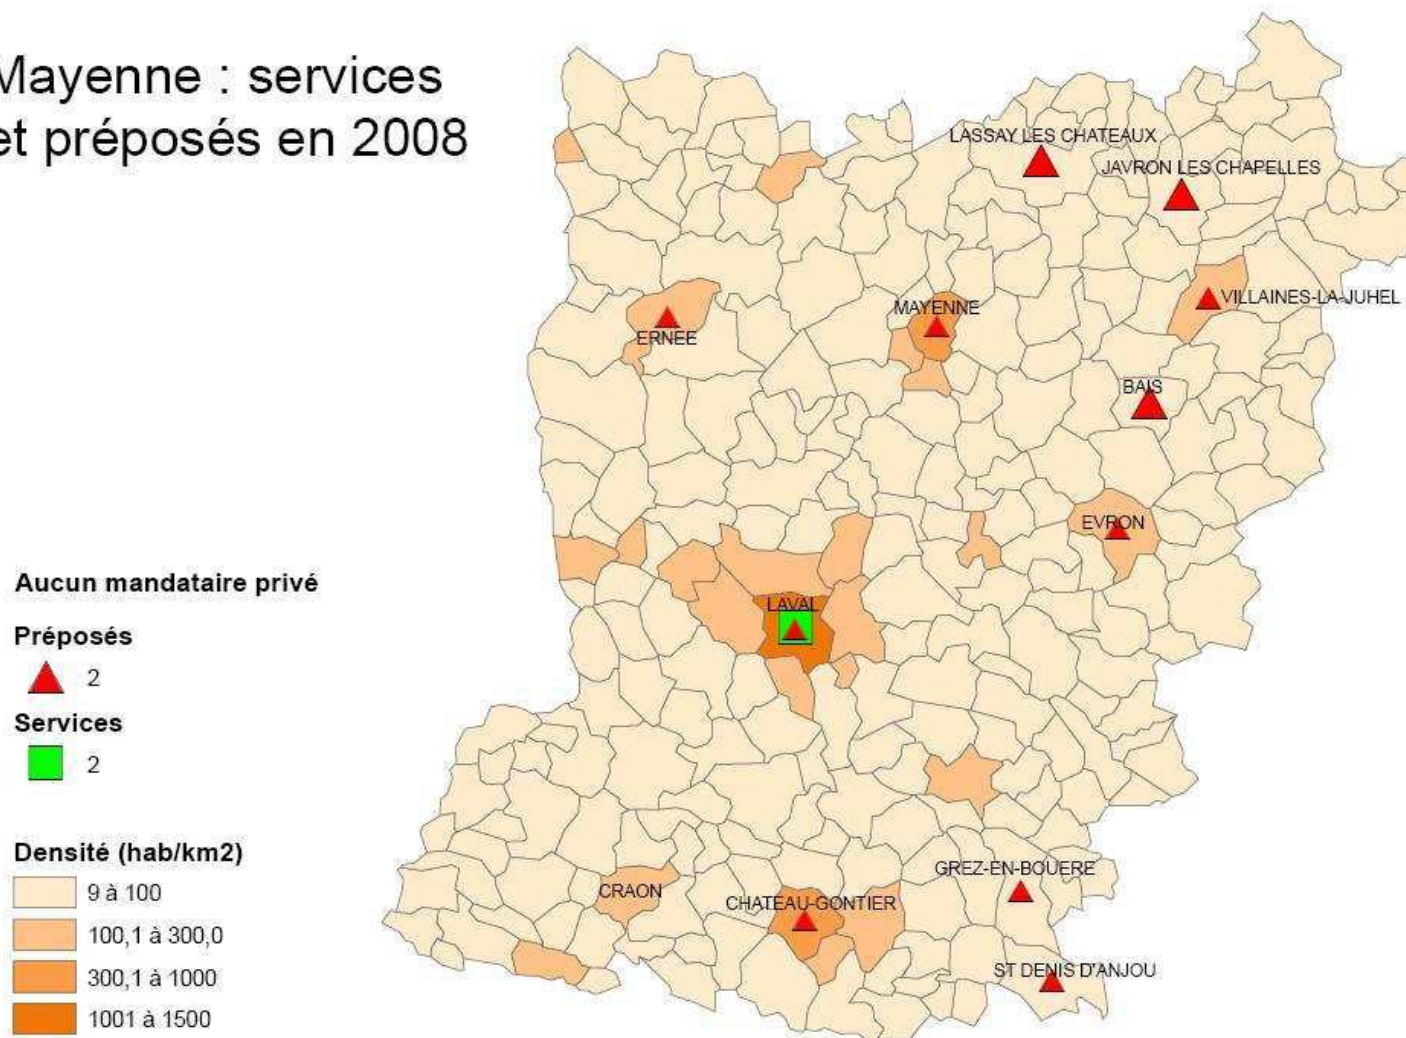 Mayenne : services
et préposés en 2008
LASSAY LES CHATEAUX
JAVRON LES CHAPELLES
VILLAINES-LA-JUHEL
MAYENNE
ERNEE
BAIS
EVRON
LAVAL
Aucun mandataire privé
Préposés
2
Services
2
Densité (hab/km2)
9 à 100
100,1 à 300,0
300,1 à 1000
1001 à 1500
CRAON
CHATEAU-GONTIER
GREZ-EN-BOUERE
ST DENIS D'ANJOU